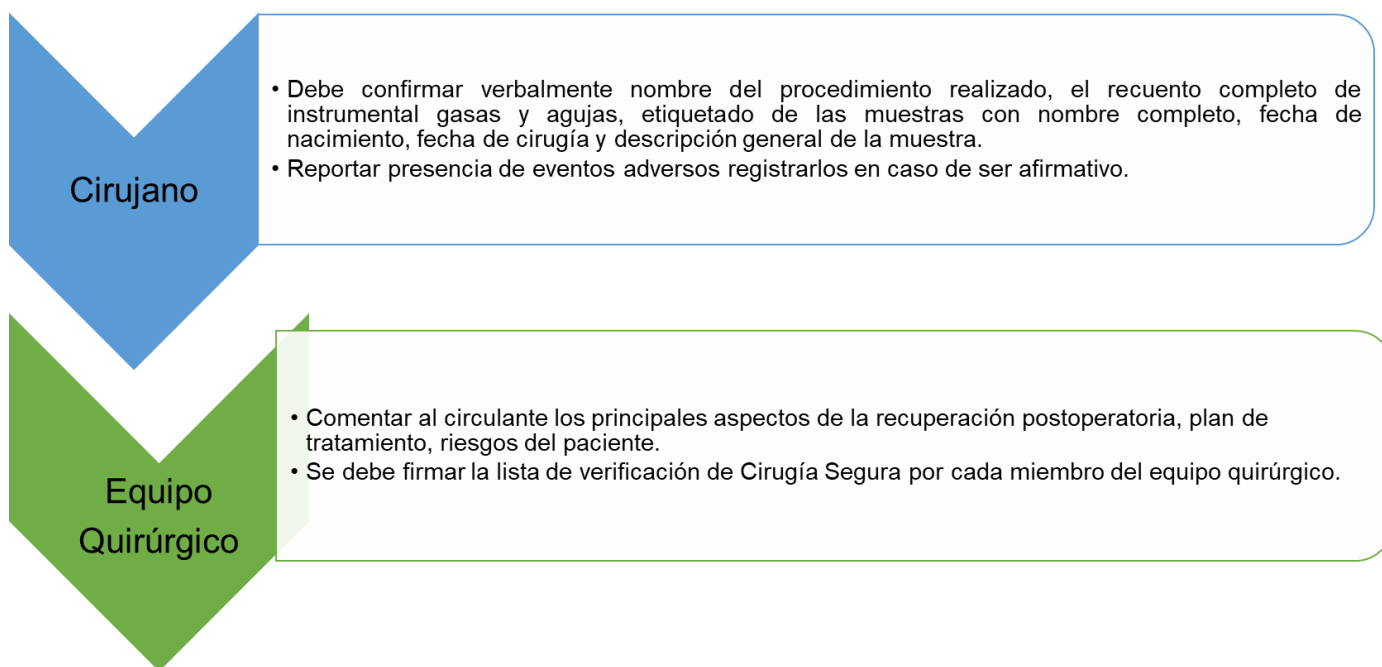 Cirujano
• Debe confirmar verbalmente nombre del procedimiento realizado, el recuento completo de
instrumental gasas y agujas, etiquetado de las muestras con nombre completo, fecha de
nacimiento, fecha de cirugía y descripción general de la muestra.
• Reportar presencia de eventos adversos registrarlos en caso de ser afirmativo.
Equipo
Quirúrgico
• Comentar al circulante los principales aspectos de la recuperación postoperatoria, plan de
tratamiento, riesgos del paciente.
• Se debe firmar la lista de verificación de Cirugía Segura por cada miembro del equipo quirúrgico.